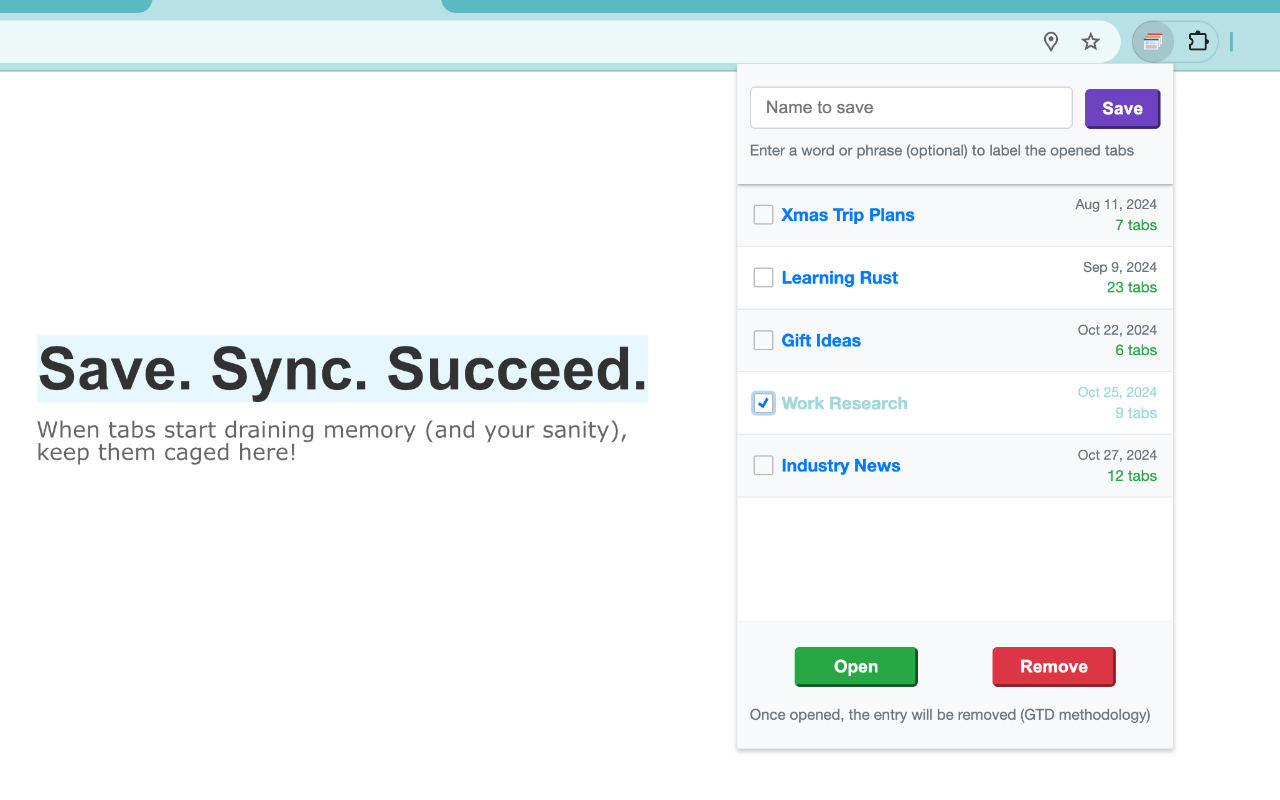 Save. Sync. Succeed.
When tabs start draining memory (and your sanity),
keep them caged here!
Name to save
Save
Enter a word or phrase (optional) to label the opened tabs
Xmas Trip Plans
Aug 11, 2024
7 tabs
Learning Rust
Sep 9, 2024
23 tabs
Gift Ideas
Oct 22, 2024
6 tabs
Work Research
Oct 25, 2024
9 tabs
Industry News
Oct 27, 2024
12 tabs
Open
Remove
Once opened, the entry will be removed (GTD methodology)